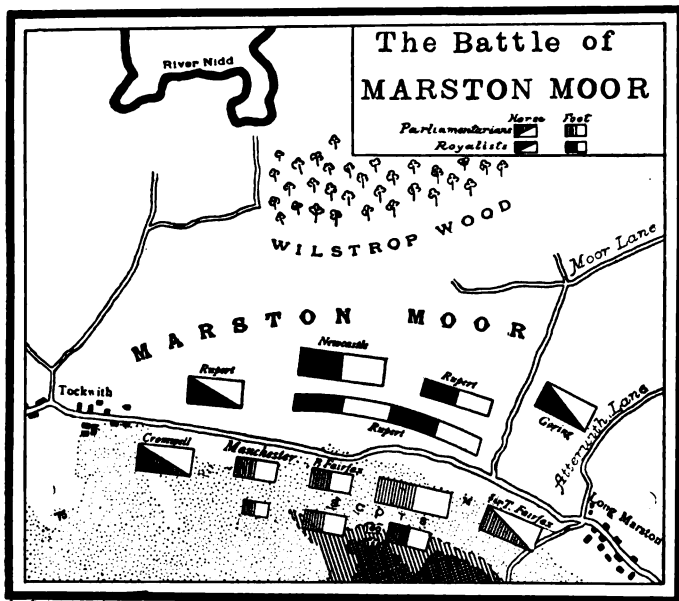 The Battle of
MARSTON MOOR
Horse Foot
Parliamentarians
Royalists
River Nidd
WILSTROP WOOD
Moor Lane
MARSTON MOOR
Newcastle
Rupert
Rupert
Rupert
Goring
Atterwith Lane
Tockwith
Cromwell
Manchester
Fairfax
Sir T. Fairfax
Long Marston